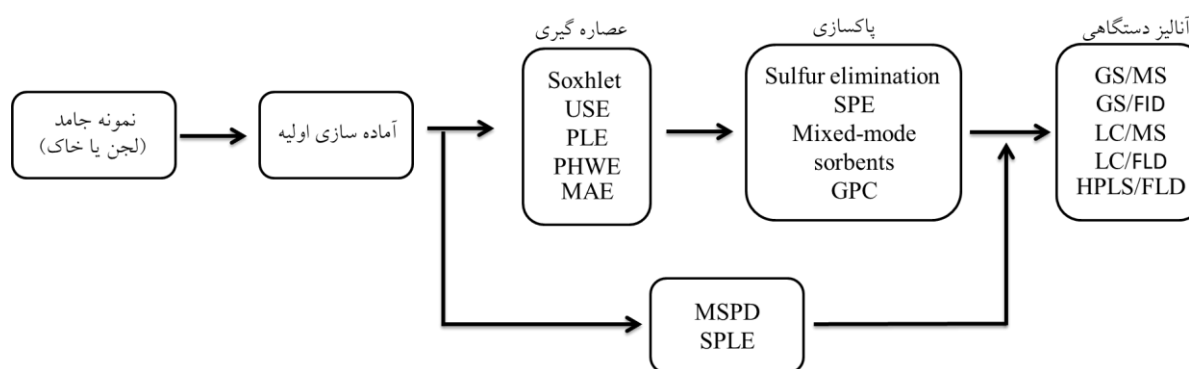 نمونه جامد
(لجن یا خاک)
آماده سازی اولیه
عصاره گیری
Soxhlet
USE
PLE
PHWE
MAE
پاکسازی
Sulfur elimination
SPE
Mixed-mode
sorbents
GPC
MSPD
SPLE
آنالیز دستگاهی
GS/MS
GS/FID
LC/MS
LC/FLD
HPLS/FLD